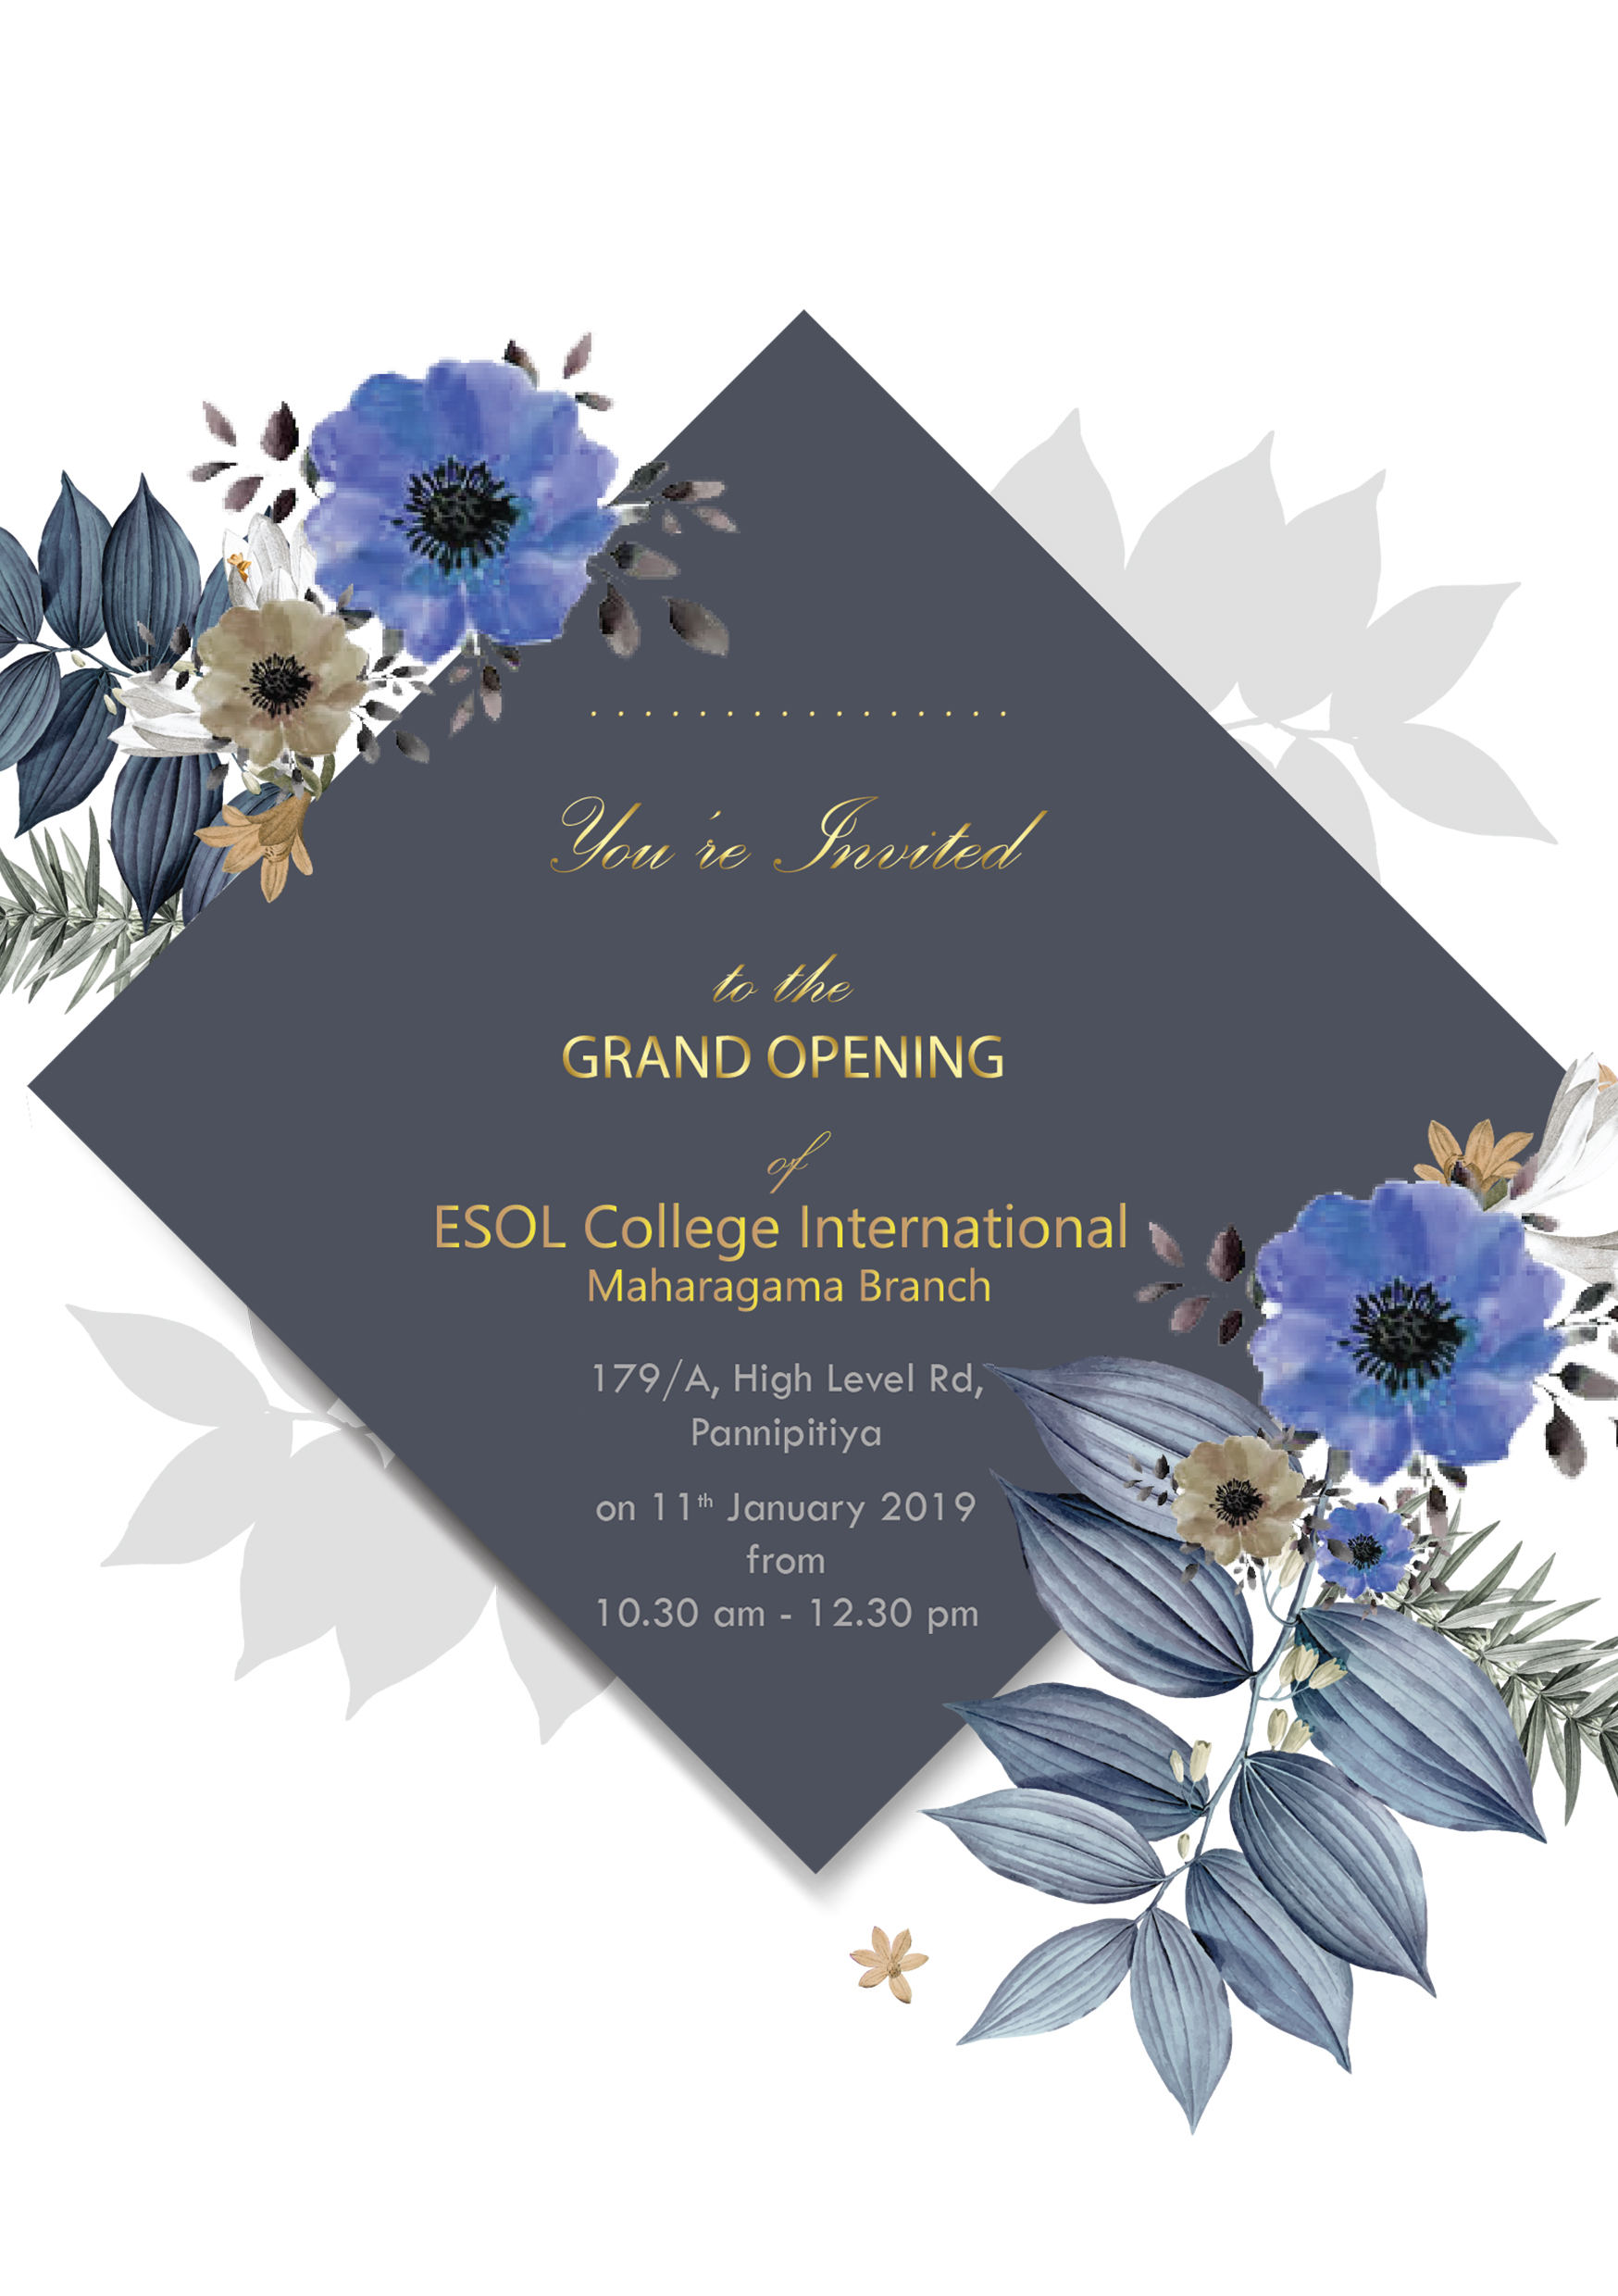 .................
You're Invited
to the
GRAND OPENING
of
ESOL College International
Maharagama Branch
179/A, High Level Rd,
Pannipitiya
on 11th January 2019
from
10.30 am - 12.30 pm